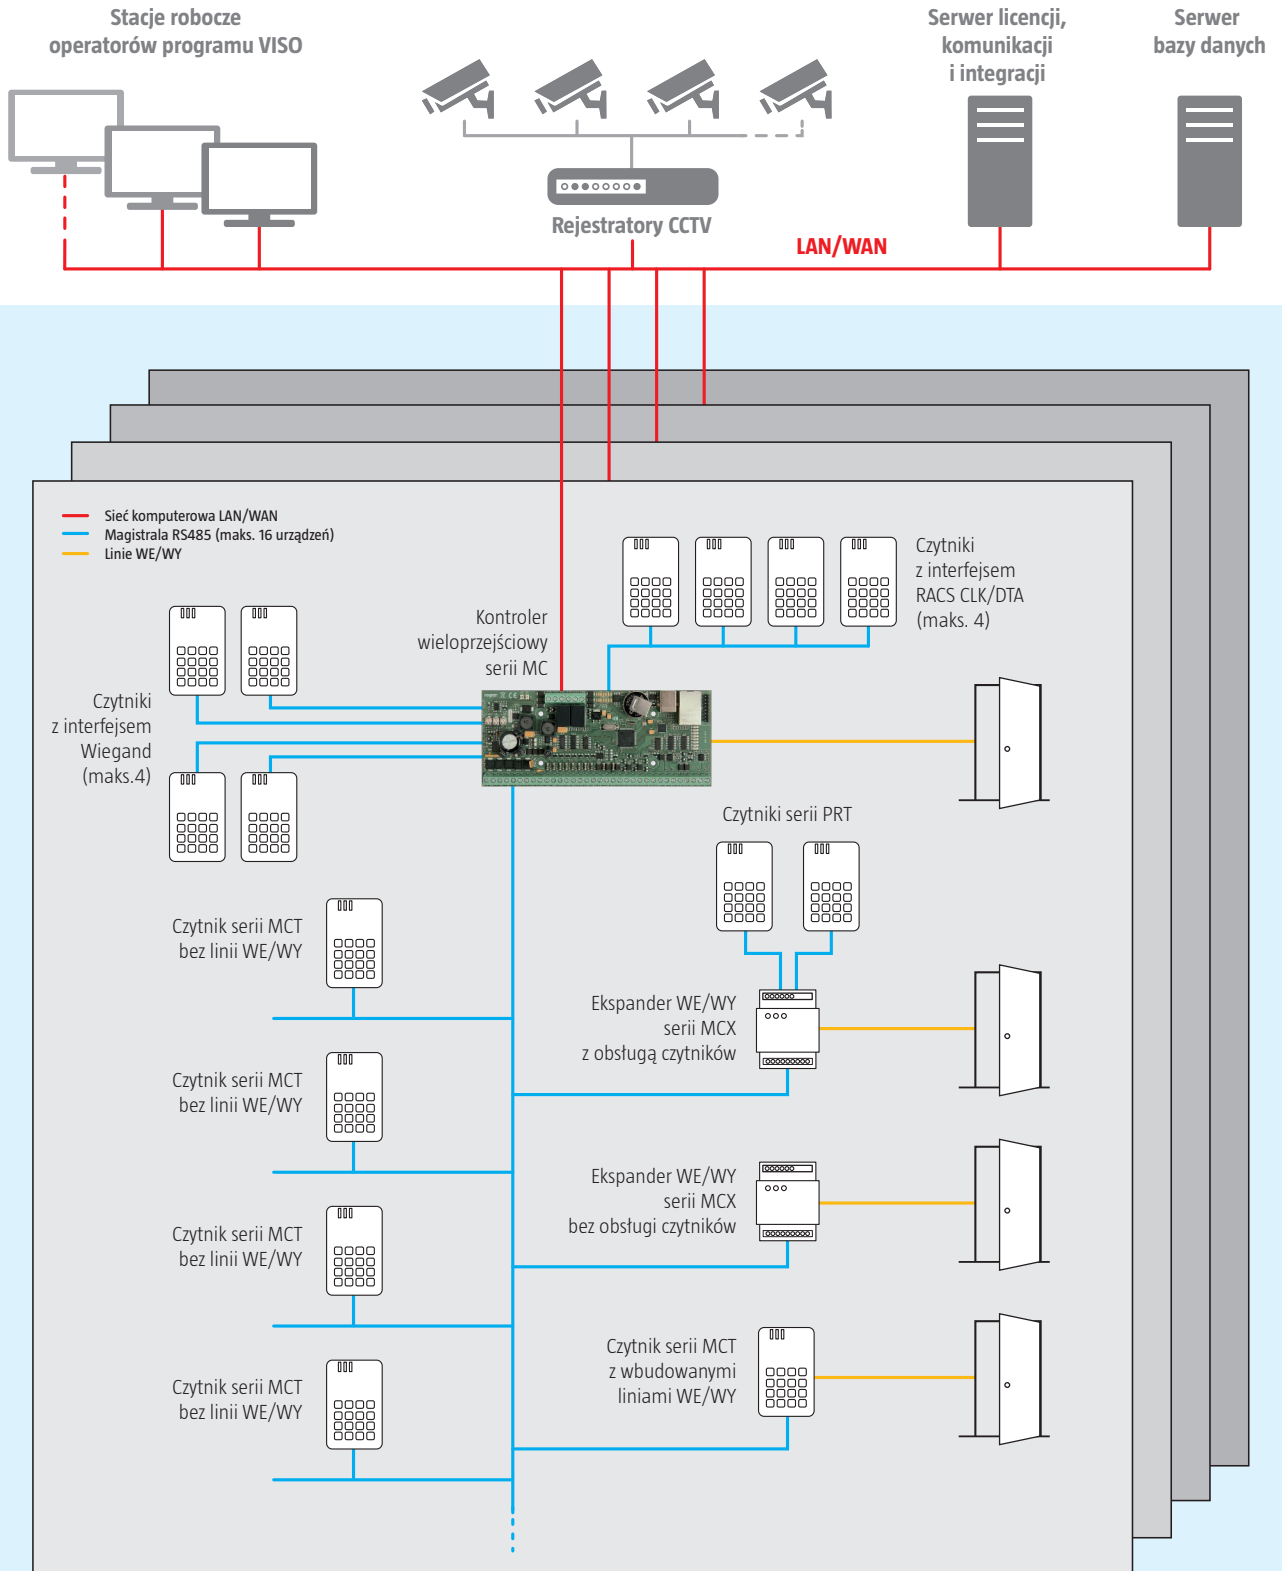 Stacje robocze
operatorów programu VISO
Serwer licencji,
komunikacji
i integracji
Serwer
bazy danych
Rejestratory CCTV
LAN/WAN
Sieć komputerowa LAN/WAN
Magistrala RS485 (maks. 16 urządzeń)
Linie WE/WY
Czytniki
z interfejsem
RACS CLK/DTA
(maks. 4)
Kontroler
wieloprzejściowy
serii MC
Czytniki
z interfejsem
Wiegand
(maks.4)
Czytniki serii PRT
Czytnik serii MCT
bez linii WE/WY
Ekspander WE/WY
serii MCX
z obsługą czytników
Czytnik serii MCT
bez linii WE/WY
Ekspander WE/WY
serii MCX
bez obsługi czytników
Czytnik serii MCT
bez linii WE/WY
Czytnik serii MCT
z wbudowanymi
liniami WE/WY
Czytnik serii MCT
bez linii WE/WY